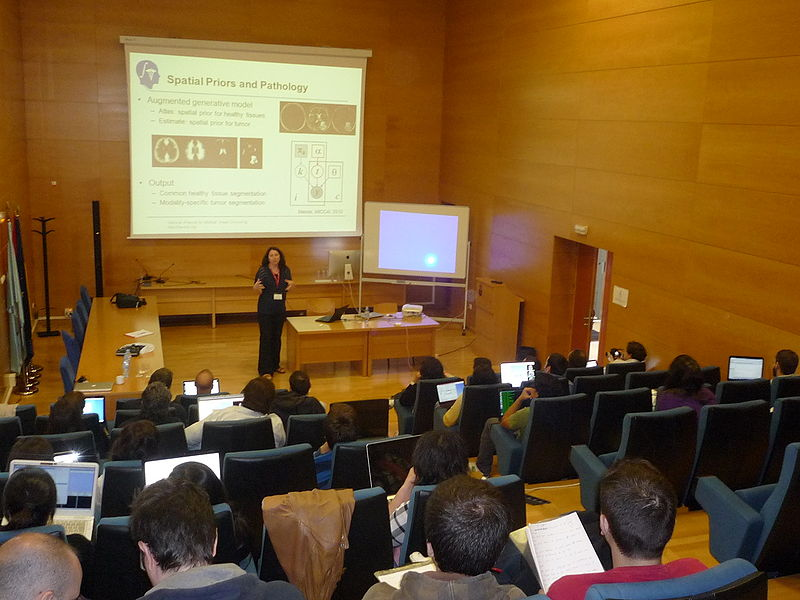 Spatial Priors and Pathology
• Augmented generative model
– Atlas: spatial prior for healthy tissues
– Estimate: spatial prior for tumor
• Output
– Common healthy tissue segmentation
– Modality-specific tumor segmentation
Menze, MICCAI, 2010
α
k
t
θ
i
c